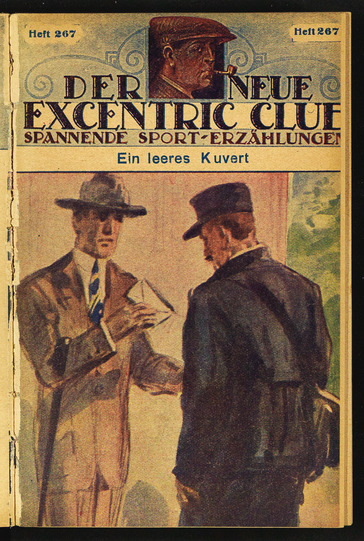 Heft 267
Heft 267
DER NEUE
EXCENTRIC CLUB
SPANNENDE SPORT-ERZÄHLUNGEN
Ein leeres Kuvert